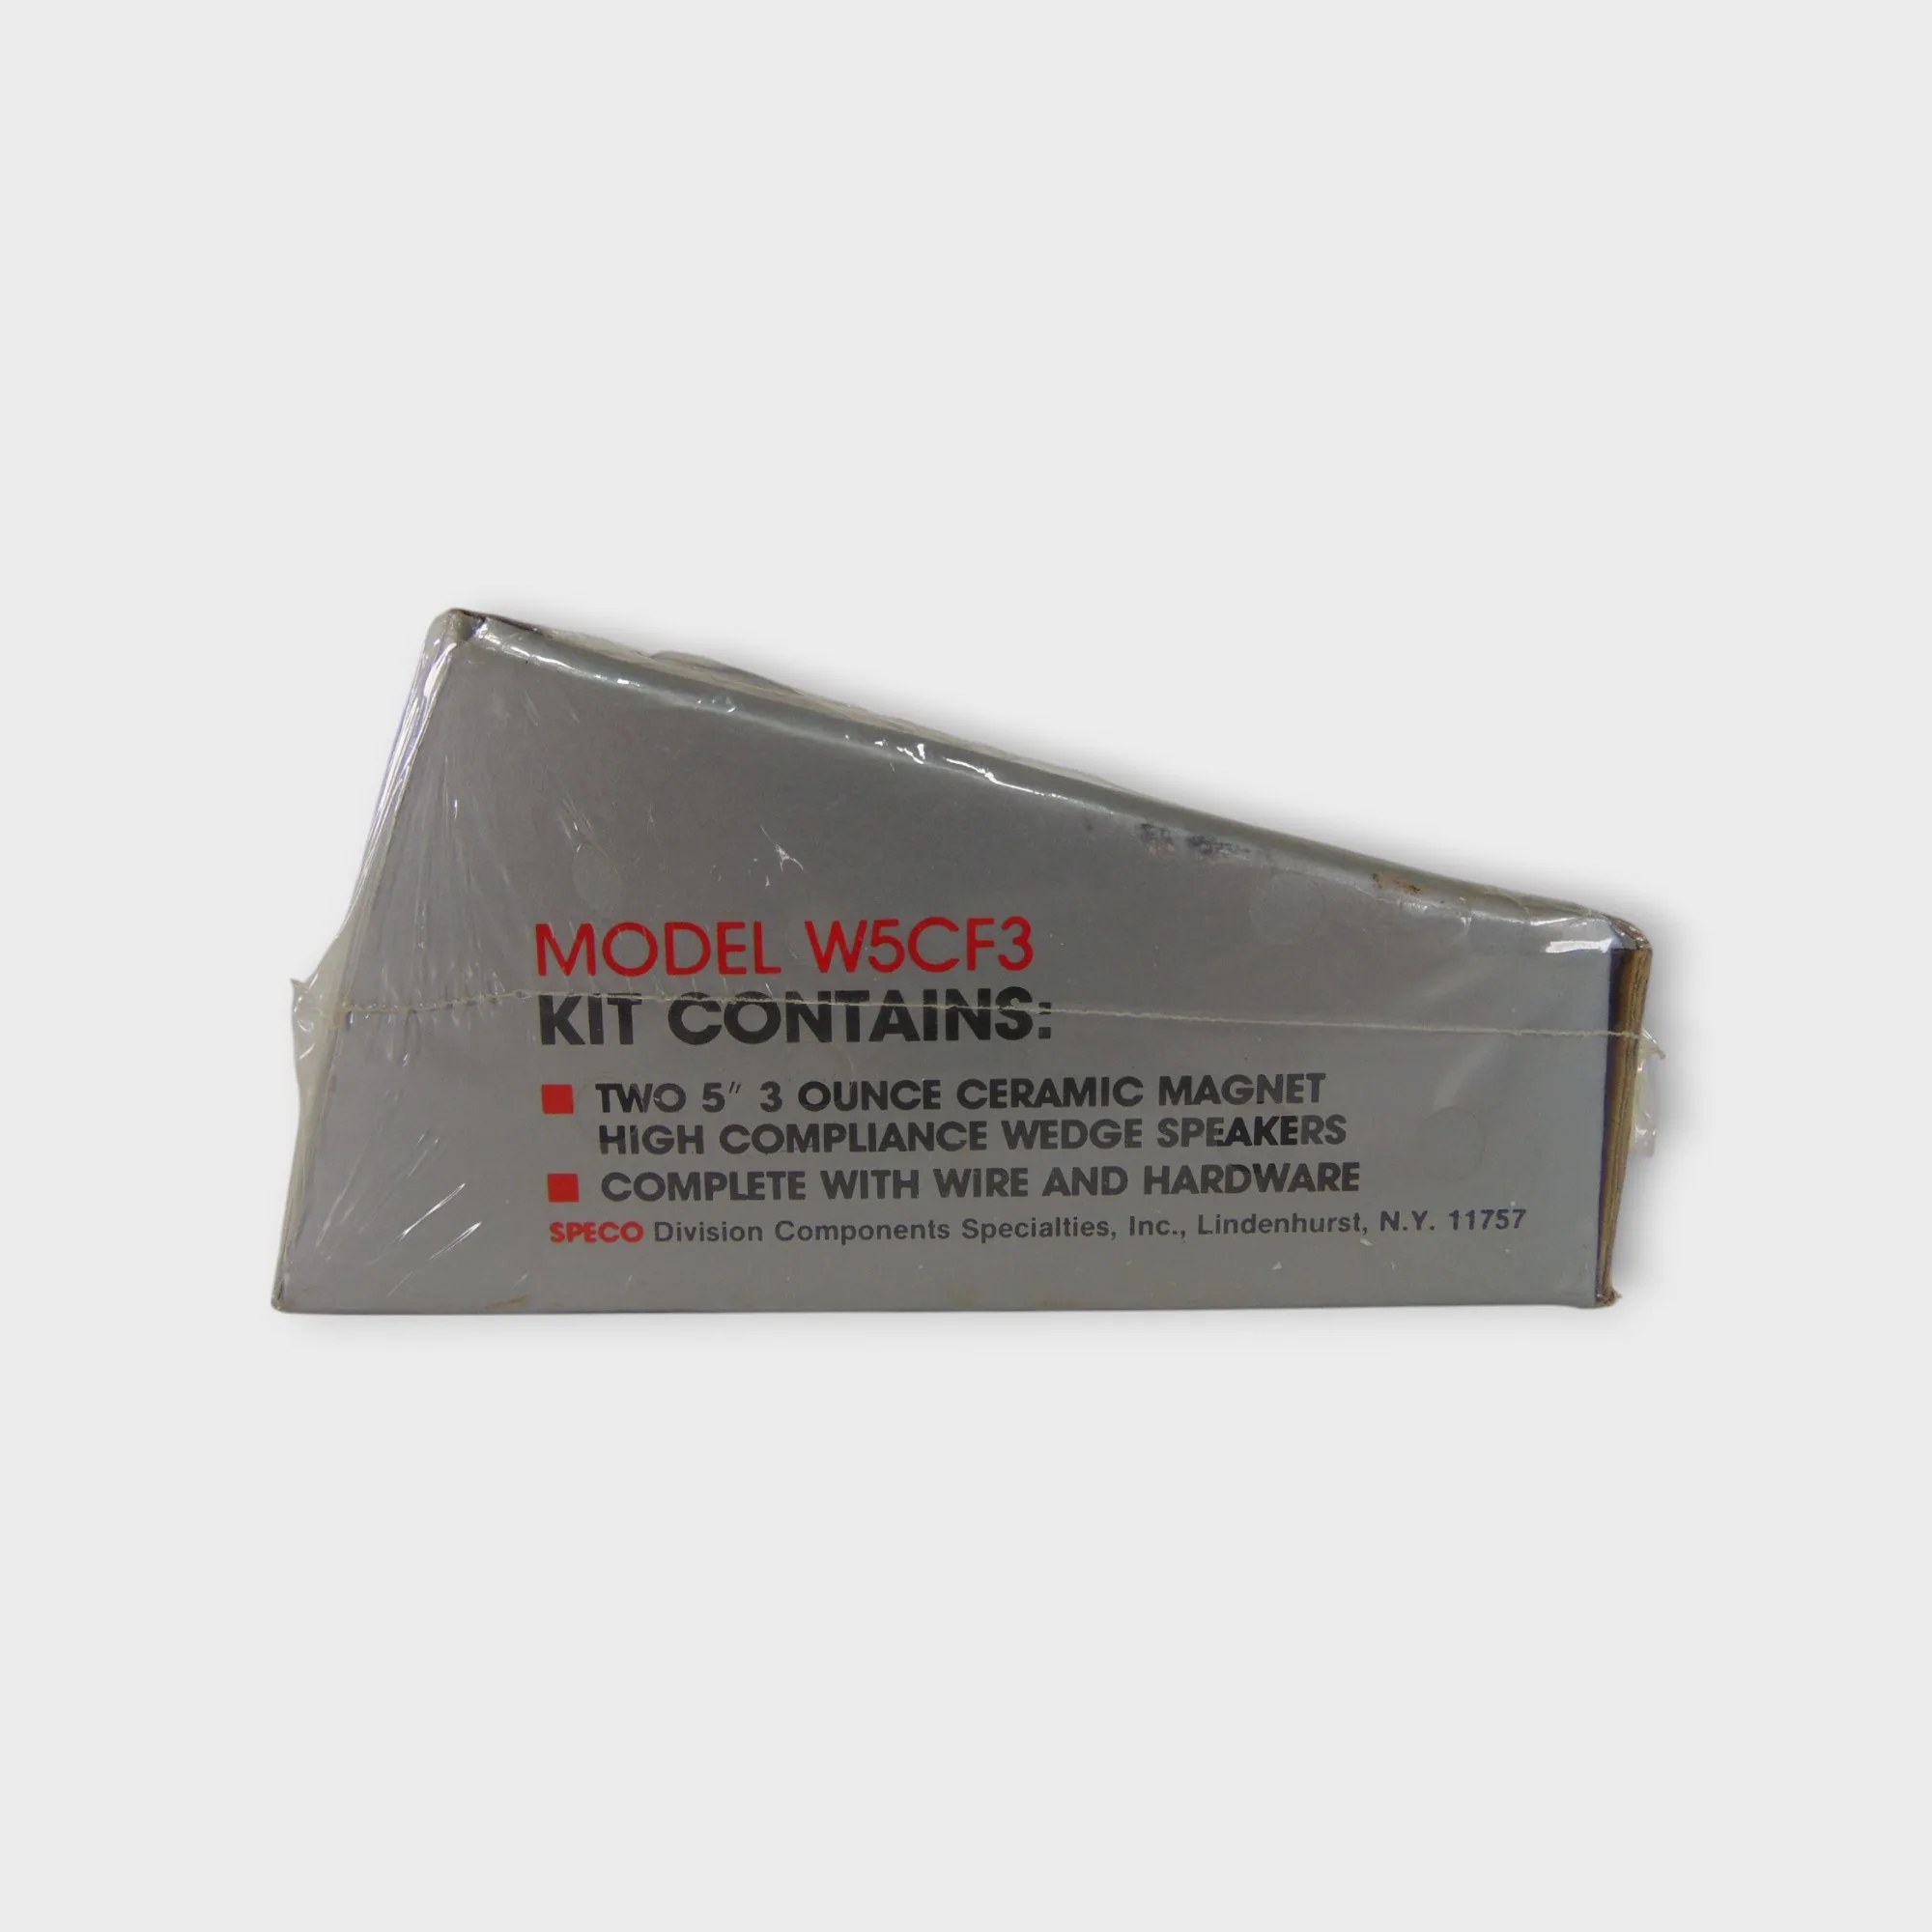 MODEL W5CF3
KIT CONTAINS:
TWO 5" 3 OUNCE CERAMIC MAGNET
HIGH COMPLIANCE WEDGE SPEAKERS
COMPLETE WITH WIRE AND HARDWARE
SPECO Division Components Specialties, Inc., Lindenhurst, N.Y. 11757